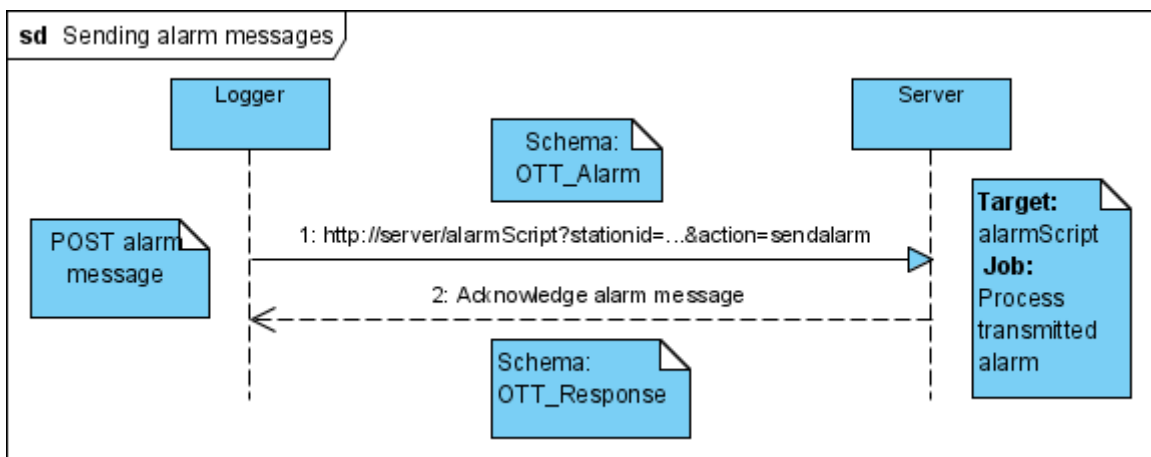 sd Sending alarm messages
Logger
Server
Schema:
OTT_Alarm
Target:
alarmScript
Job:
Process
transmitted
alarm
POST alarm
message
1: http://server/alarmScript?stationid=...&action=sendalarm
2: Acknowledge alarm message
Schema:
OTT_Response